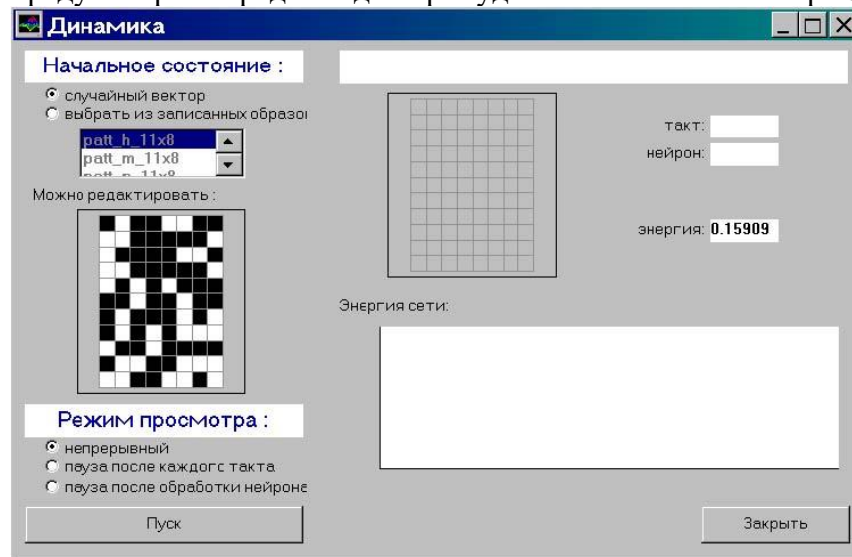 Динамика
Начальное состояние :
случайный вектор
выбрать из записанных образо
patt_h_11x8
patt_m_11x8
Можно редактировать :
Режим просмотра :
непрерывный
пауза после каждого такта
пауза после обработки нейрона
Пуск
такт:
нейрон:
энергия: 0.15909
Энергия сети:
Закрыть